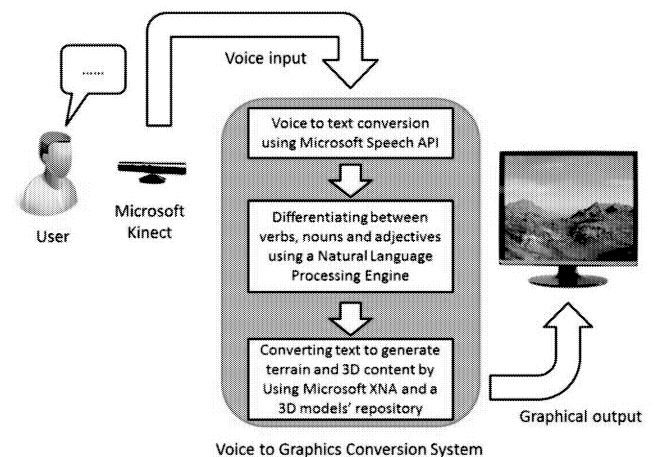 Voice input
......
Voice to text conversion
using Microsoft Speech API
Microsoft
Kinect
User
Differentiating between
verbs, nouns and adjectives
using a Natural Language
Processing Engine
Converting text to generate
terrain and 3D content by
Using Microsoft XNA and a
3D models' repository
Graphical output
Voice to Graphics Conversion System